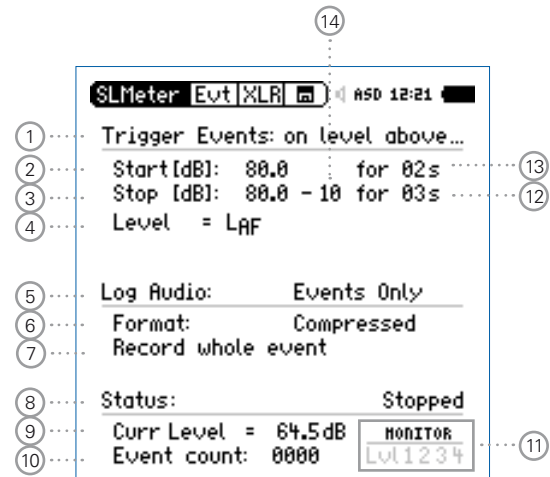 14
SLMeter Evt XLR ASD 12:21
1 Trigger Events: on level above...
2 Start[dB]: 80.0 for 02s 13
3 Stop [dB]: 80.0 - 10 for 03s 12
4 Level = LAF
5 Log Audio: Events Only
6 Format: Compressed
7 Record whole event
8 Status: Stopped
9 Curr Level = 64.5dB MONITOR
10 Event count: 0000 Lvl1234 11